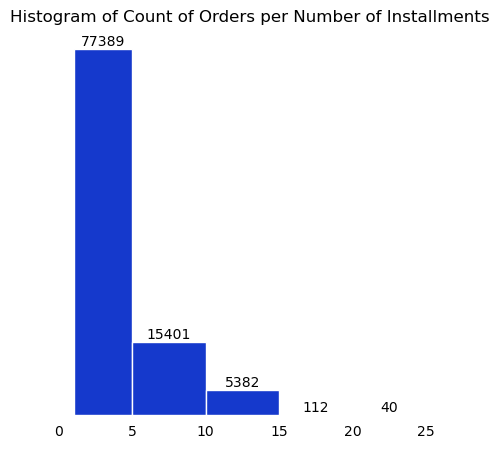 Histogram of Count of Orders per Number of Installments
77389
15401
5382
112 40
0 5 10 15 20 25